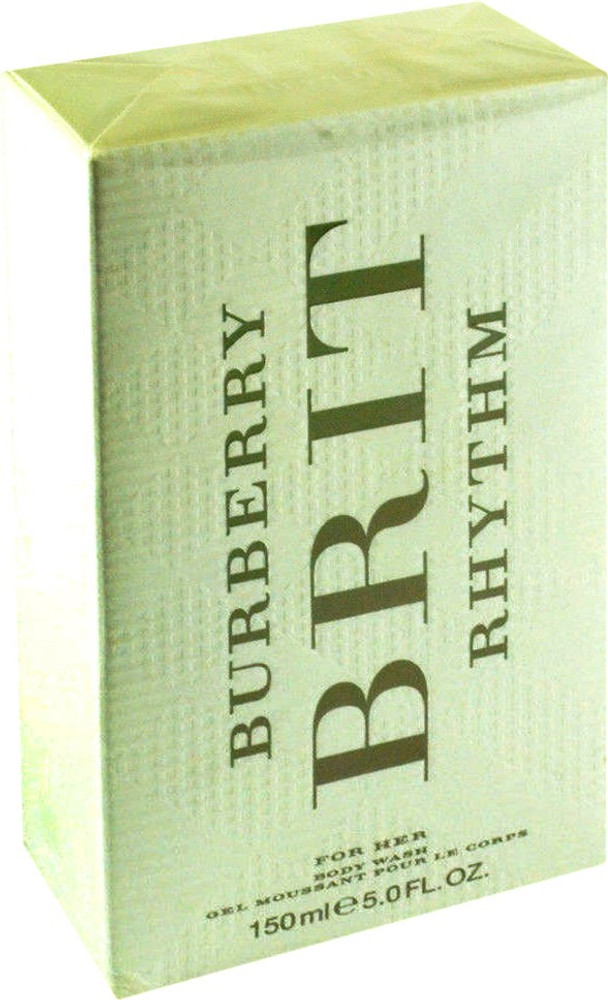 BURBERRY
BRIT
RHYTHM
FOR HER
BODY WASH
GEL MOUSSANT POUR LE CORPS
150ml℮5.0FL. OZ.